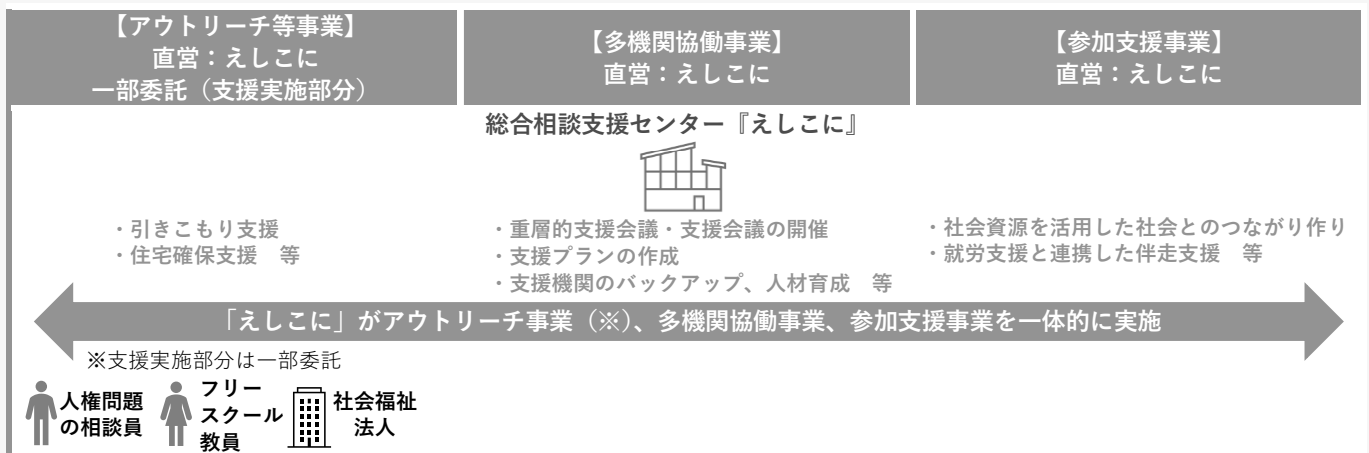 【アウトリーチ等事業】
直営：えしこに
一部委託（支援実施部分）
【多機関協働事業】
直営：えしこに
【参加支援事業】
直営：えしこに
総合相談支援センター『えしこに』
・引きこもり支援
・住宅確保支援　等
・重層的支援会議・支援会議の開催
・支援プランの作成
・支援機関のバックアップ、人材育成　等
・社会資源を活用した社会とのつながり作り
・就労支援と連携した伴走支援　等
「えしこに」がアウトリーチ事業（※）、多機関協働事業、参加支援事業を一体的に実施
※支援実施部分は一部委託
人権問題
の相談員
フリー
スクール
教員
社会福祉
法人